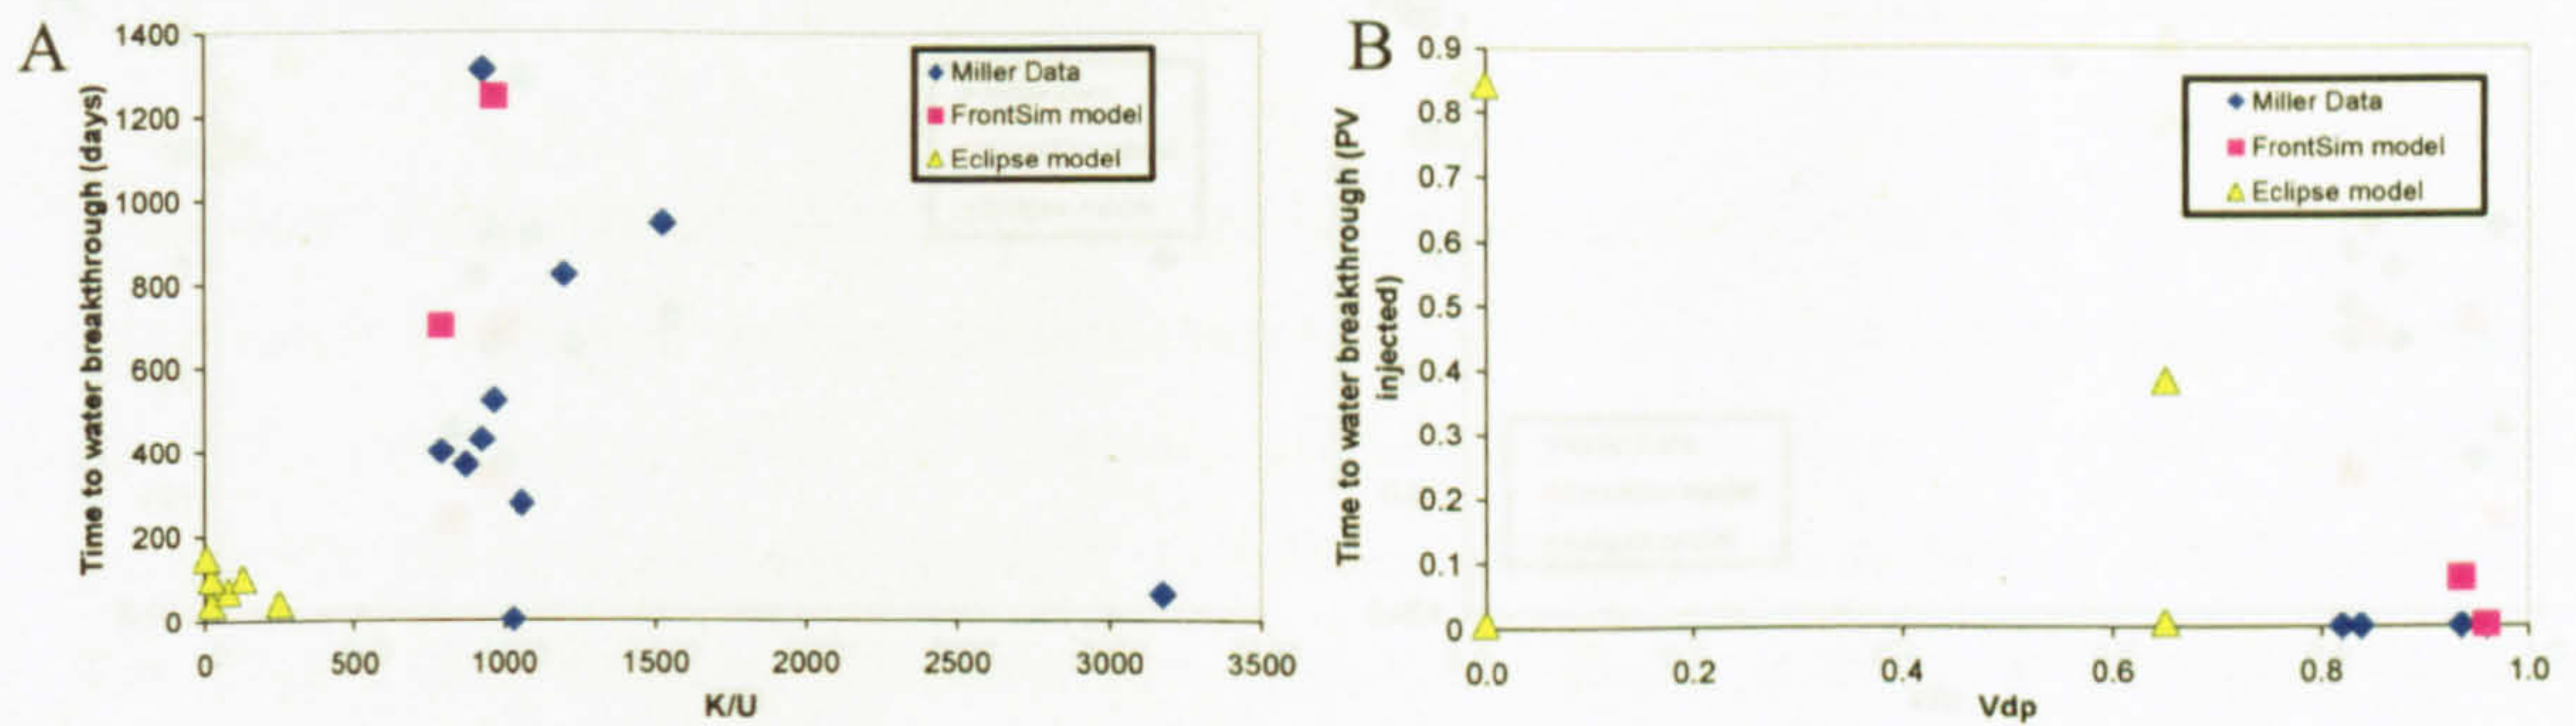 A
1400
1200
1000
800
600
400
200
0
Time to water breakthrough (days)
Miller Data
FrontSim model
Eclipse model
0 500 1000 1500 2000 2500 3000 3500
K/U
B
0.9
0.8
0.7
0.6
0.5
0.4
0.3
0.2
0.1
0
Time to water breakthrough (PV
injected)
Miller Data
FrontSim model
Eclipse model
0.0 0.2 0.4 0.6 0.8 1.0
Vdp